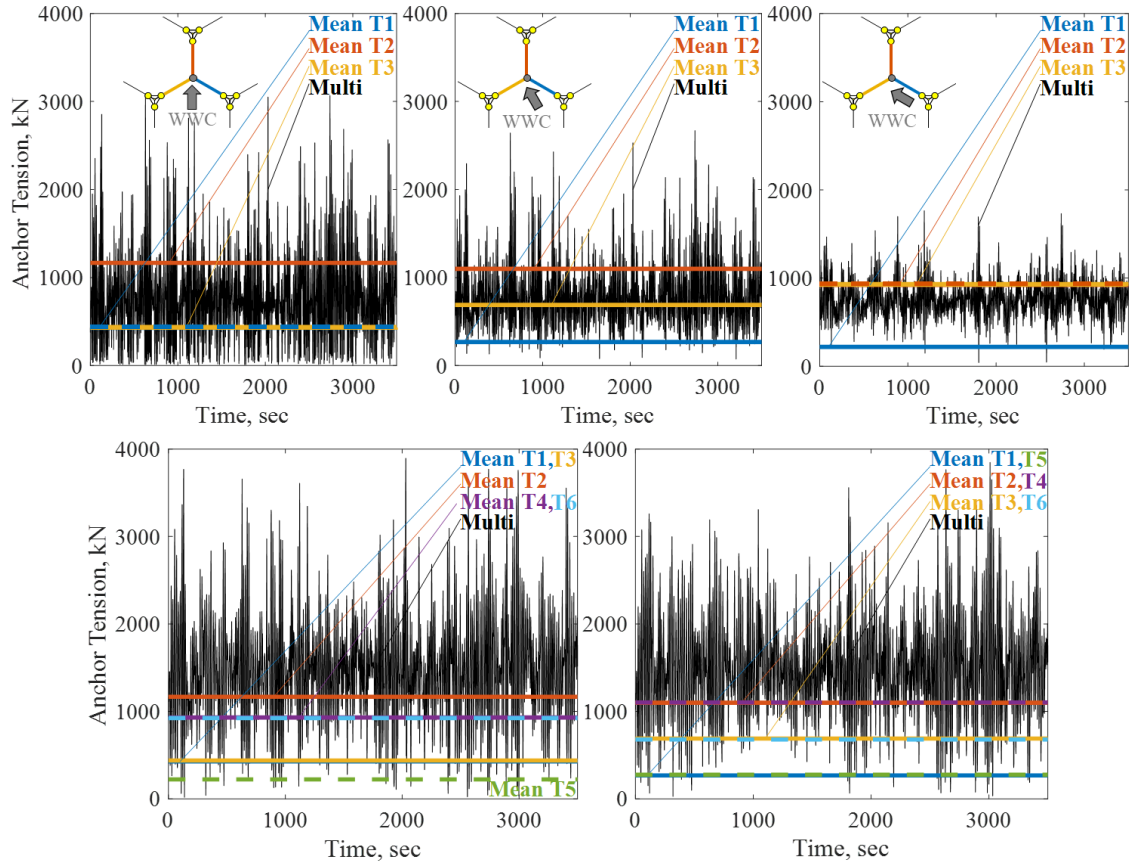 4000
3000
2000
1000
0
Anchor Tension, kN
Mean T1
Mean T2
Mean T3
Multi
WWC
0 1000 2000 3000
Time, sec
4000
3000
2000
1000
0
Mean T1
Mean T2
Mean T3
Multi
WWC
0 1000 2000 3000
Time, sec
4000
3000
2000
1000
0
Mean T1
Mean T2
Mean T3
Multi
WWC
0 1000 2000 3000
Time, sec
4000
3000
2000
1000
0
Anchor Tension, kN
Mean T1,T3
Mean T2
Mean T4,T6
Multi
Mean T5
0 1000 2000 3000
Time, sec
4000
3000
2000
1000
0
Mean T1,T5
Mean T2,T4
Mean T3,T6
Multi
0 1000 2000 3000
Time, sec